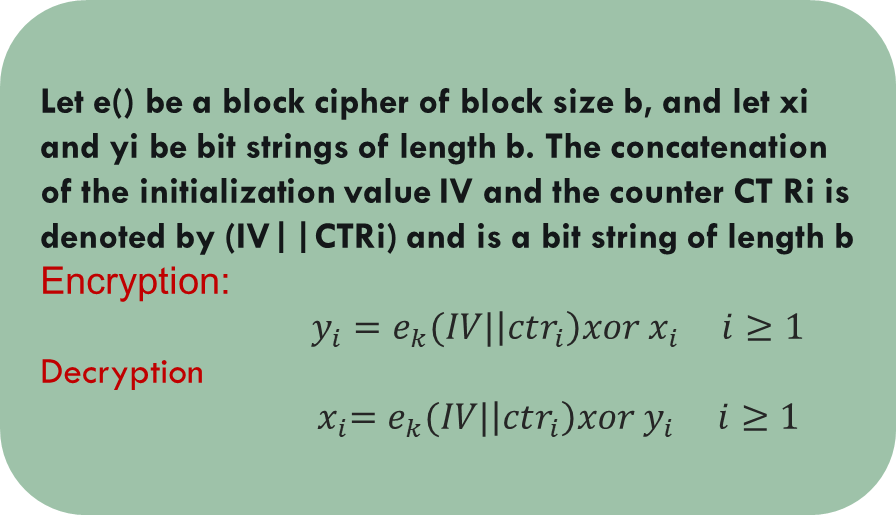 Let e() be a block cipher of block size b, and let xi
and yi be bit strings of length b. The concatenation
of the initialization value IV and the counter CT Ri is
denoted by (IV||CTRi) and is a bit string of length b
Encryption:
𝑦ᵢ = 𝑒ₖ(𝐼𝑉||𝑐𝑡𝑟ᵢ)𝑥𝑜𝑟 𝑥ᵢ 𝑖 ≥ 1
Decryption
𝑥ᵢ= 𝑒ₖ(𝐼𝑉||𝑐𝑡𝑟ᵢ)𝑥𝑜𝑟 𝑦ᵢ 𝑖 ≥ 1